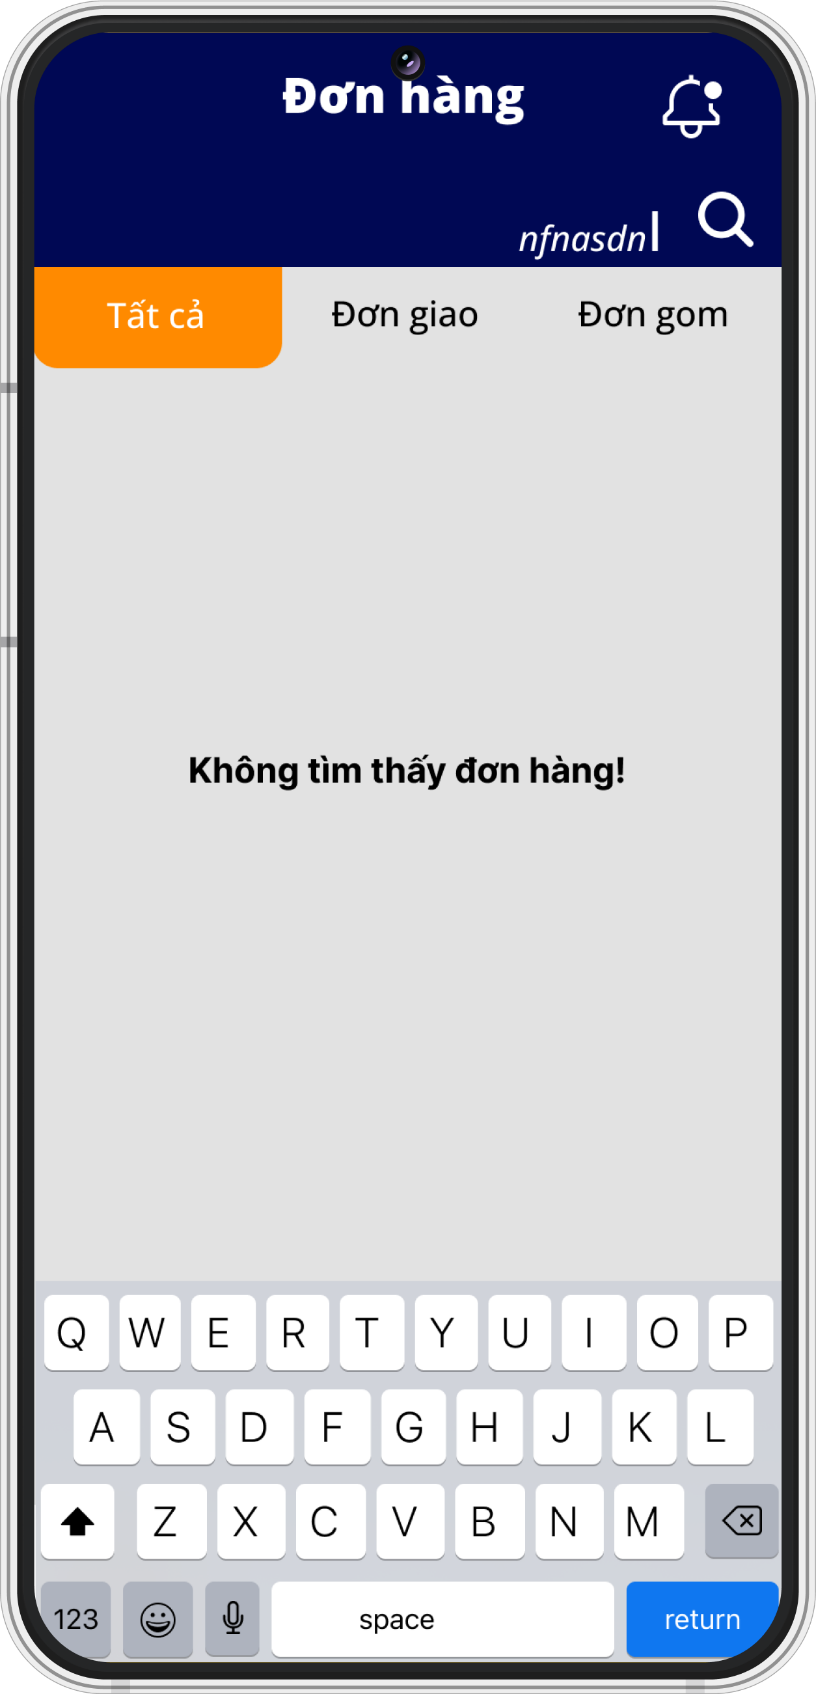 Đơn hàng
nfnasdn
Tất cả Đơn giao Đơn gom
Không tìm thấy đơn hàng!
Q W E R T Y U I O P
A S D F G H J K L
Z X C V B N M
123 space return